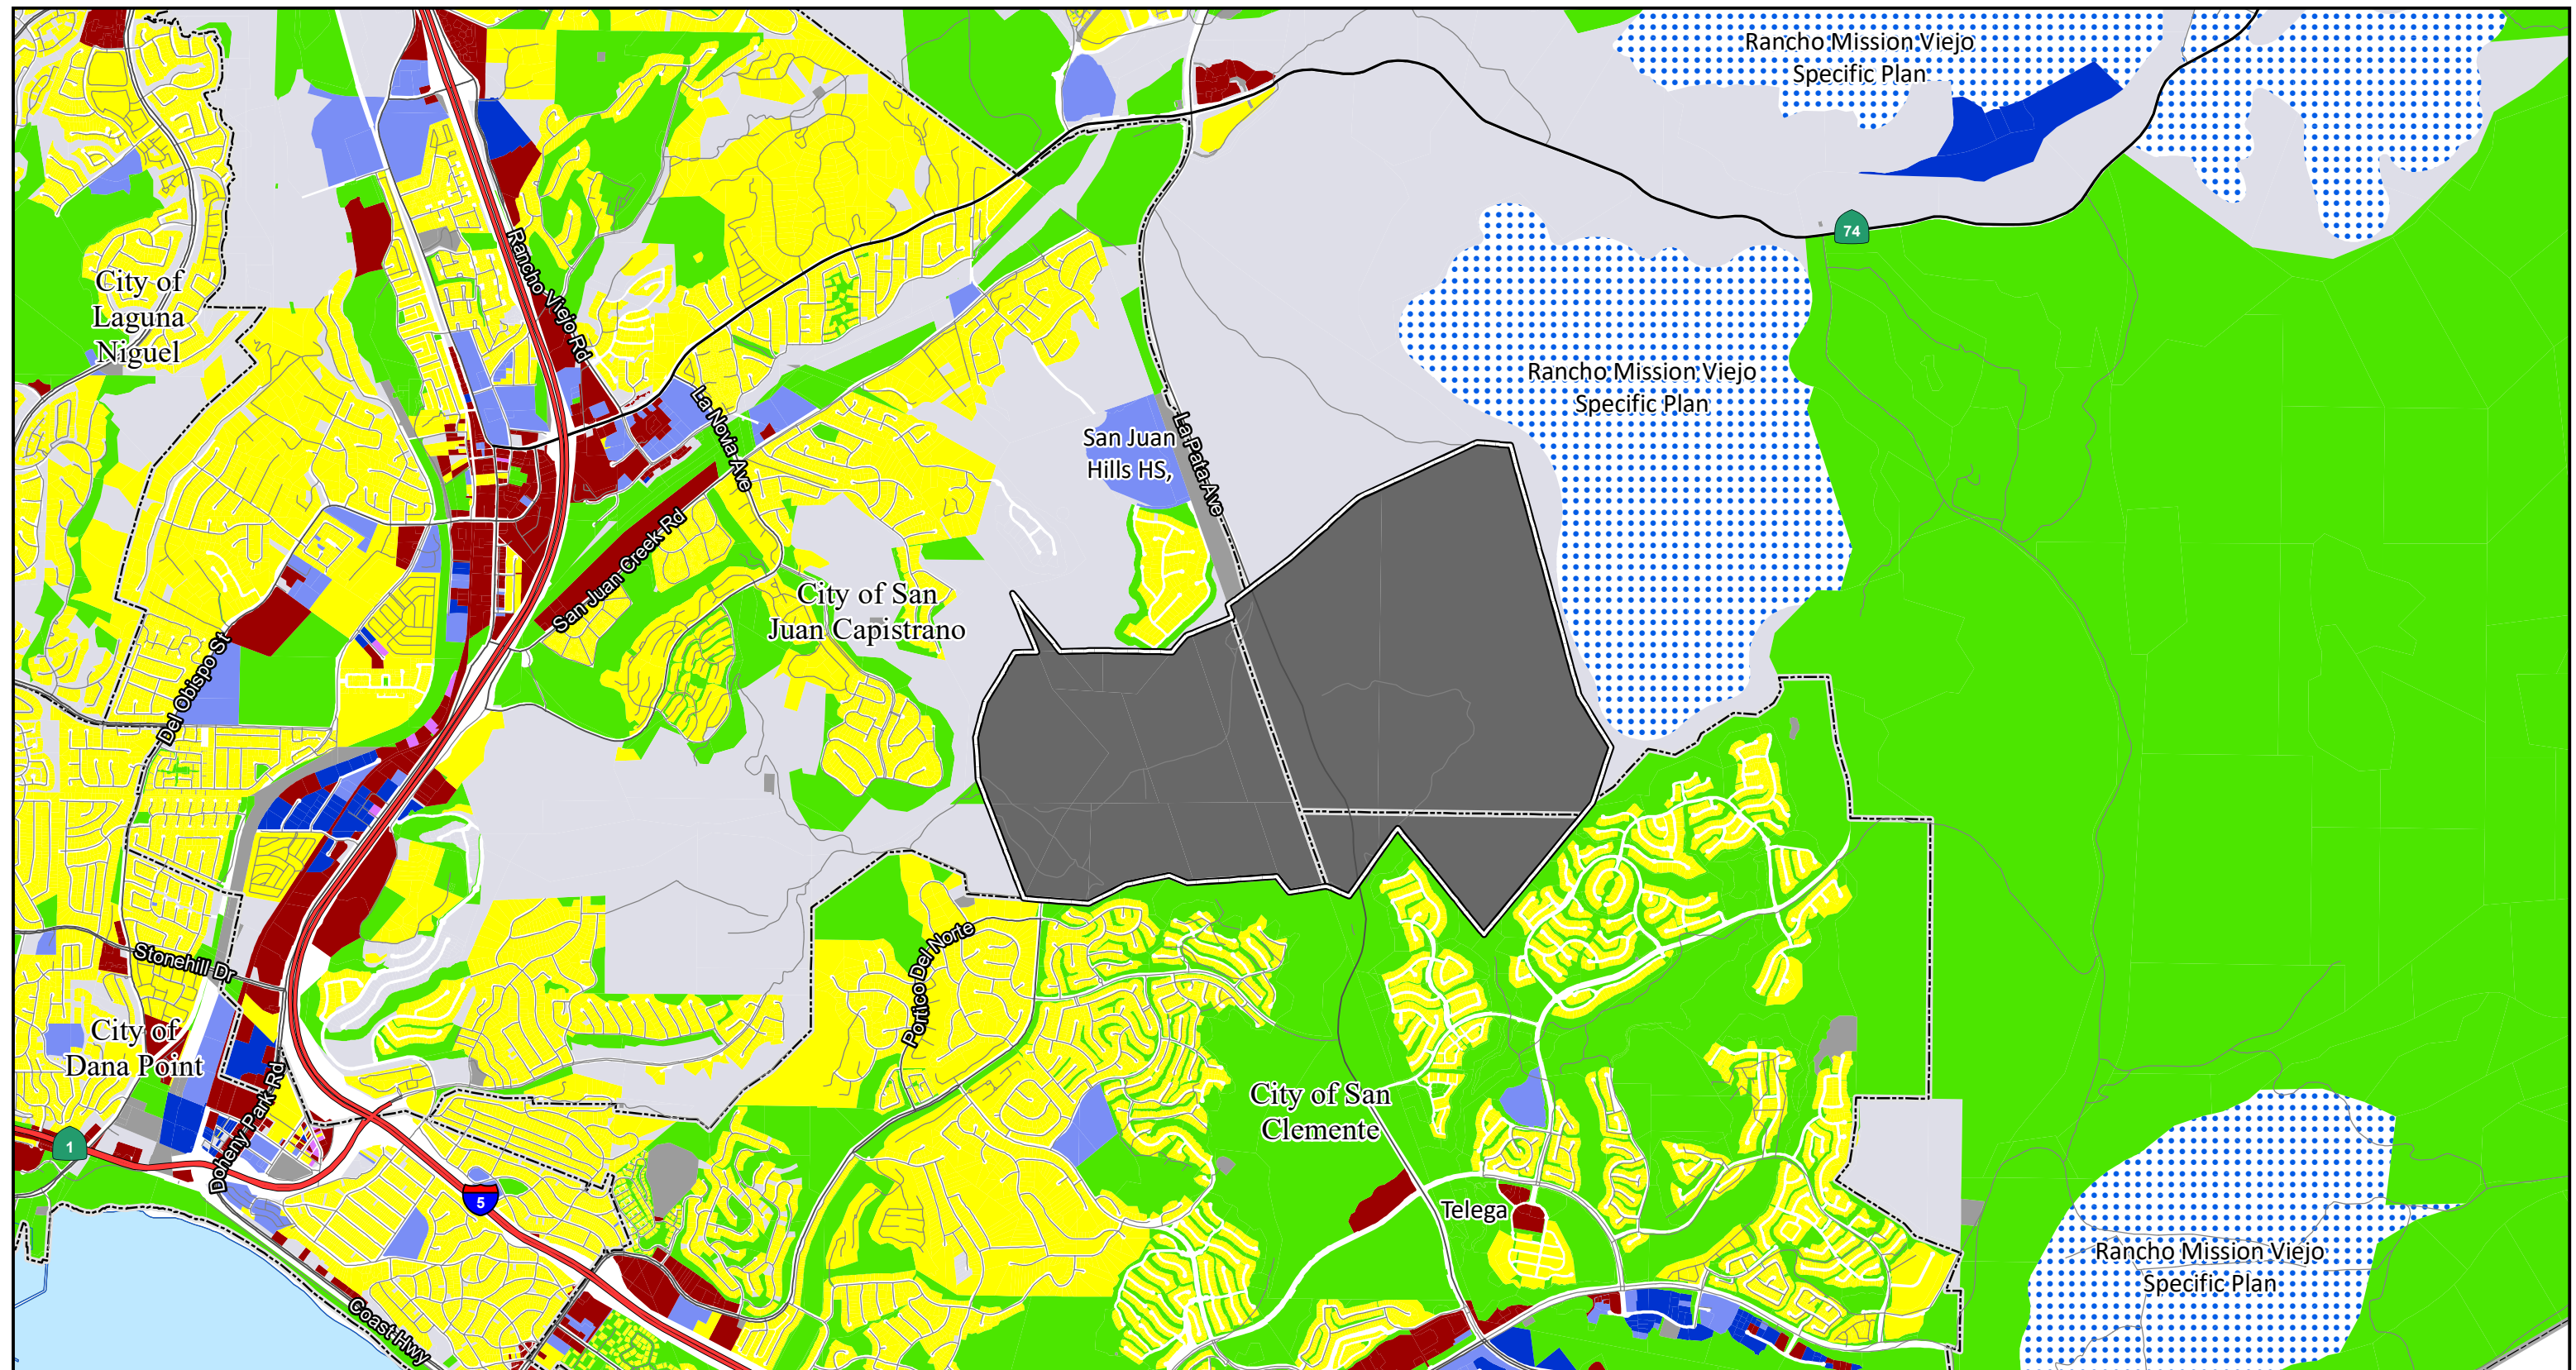 Rancho Mission Viejo
Specific Plan
74
Rancho Viejo Rd
City of
Laguna
Niguel
Rancho Mission Viejo
Specific Plan
La Novia Ave
San Juan
Hills HS,
La Pata Ave
San Juan Creek Rd
City of San
Juan Capistrano
Del Obispo St
Portico Del Norte
Stonehill Dr
City of
Dana Point
City of San
Clemente
Doheny Park Rd
1
5
Telega
Rancho Mission Viejo
Specific Plan
Coast Hwy